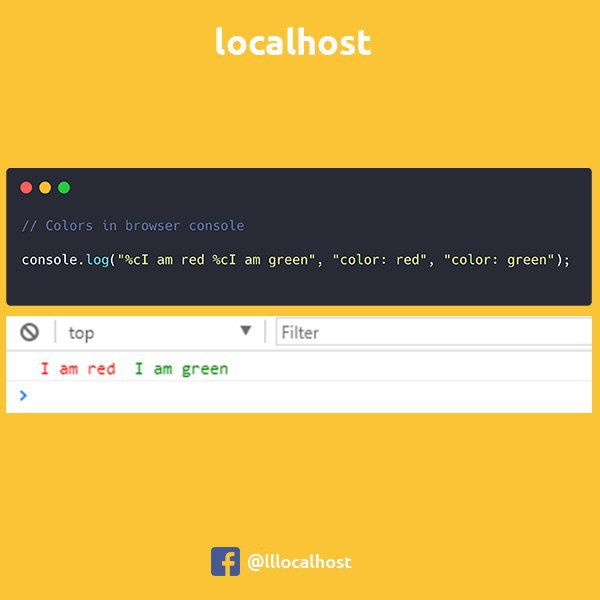 localhost
// Colors in browser console
console.log("%cI am red %cI am green", "color: red", "color: green");
top
Filter
I am red I am green
@lllocalhost